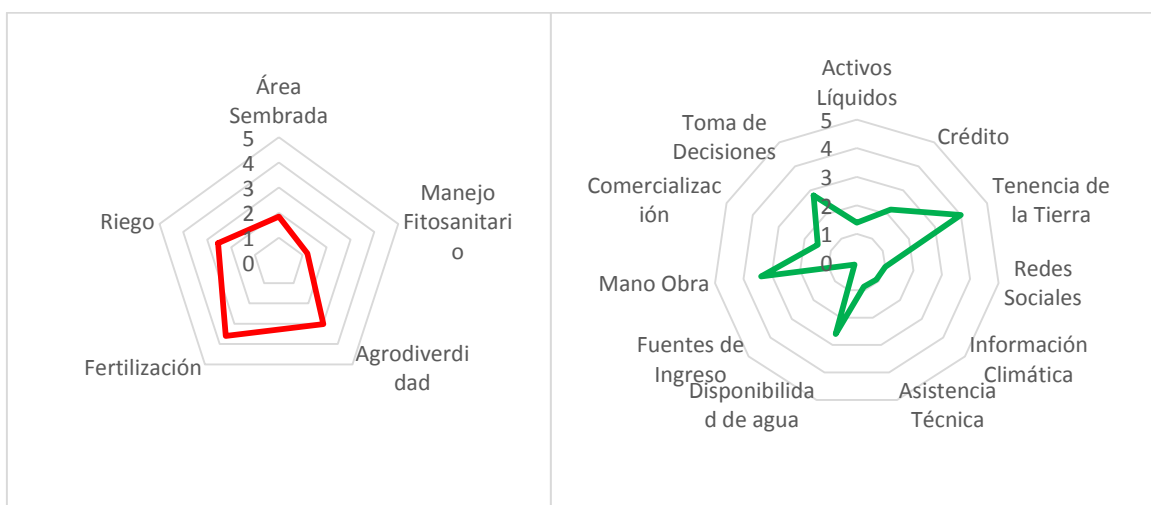 Área
Sembrada
5
4
3
2
1
0
Manejo
Fitosanitari
o
Agrodiverdi
dad
Fertilización
Riego
Activos
Líquidos
5
4
3
2
1
0
Crédito
Tenencia de
la Tierra
Redes
Sociales
Información
Climática
Asistencia
Técnica
Disponibilida
d de agua
Fuentes de
Ingreso
Mano Obra
Comercializac
ión
Toma de
Decisiones